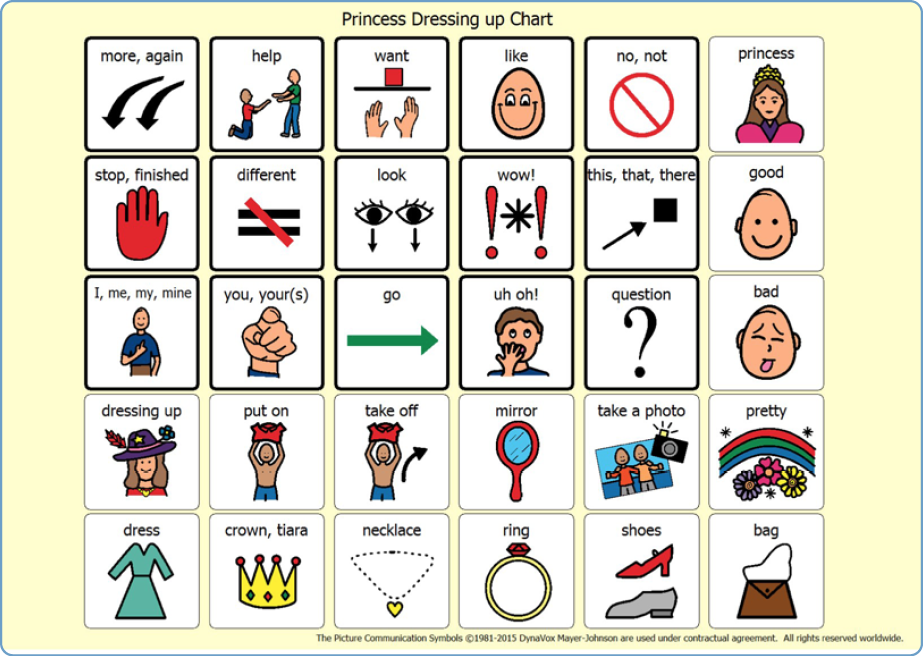 Princess Dressing up Chart
more, again
help
want
like
no, not
princess
stop, finished
different
look
wow!
this, that, there
good
I, me, my, mine
you, your(s)
go
uh oh!
question
bad
dressing up
put on
take off
mirror
take a photo
pretty
dress
crown, tiara
necklace
ring
shoes
bag
The Picture Communication Symbols ©1981-2015 DynaVox Mayer-Johnson are used under contractual agreement. All rights reserved worldwide.